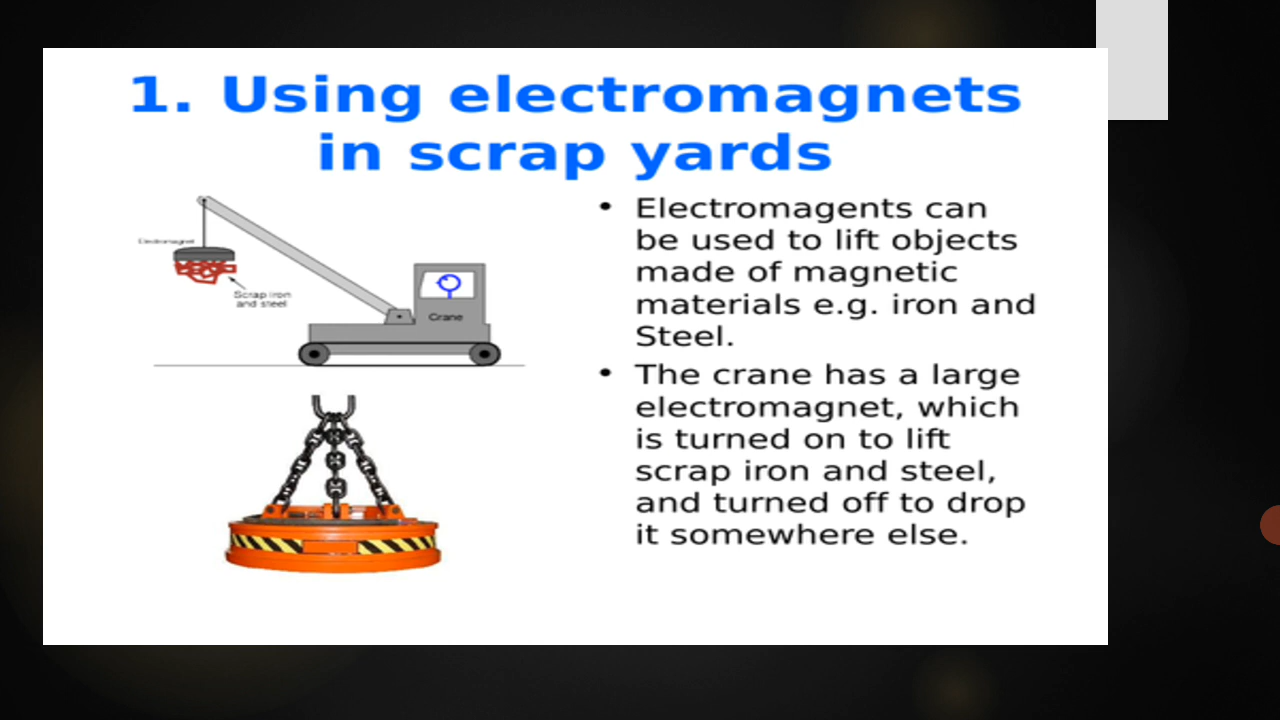 1. Using electromagnets
in scrap yards
Electromagnet
Scrap iron
and steel
Crane
• Electromagents can
be used to lift objects
made of magnetic
materials e.g. iron and
Steel.
• The crane has a large
electromagnet, which
is turned on to lift
scrap iron and steel,
and turned off to drop
it somewhere else.